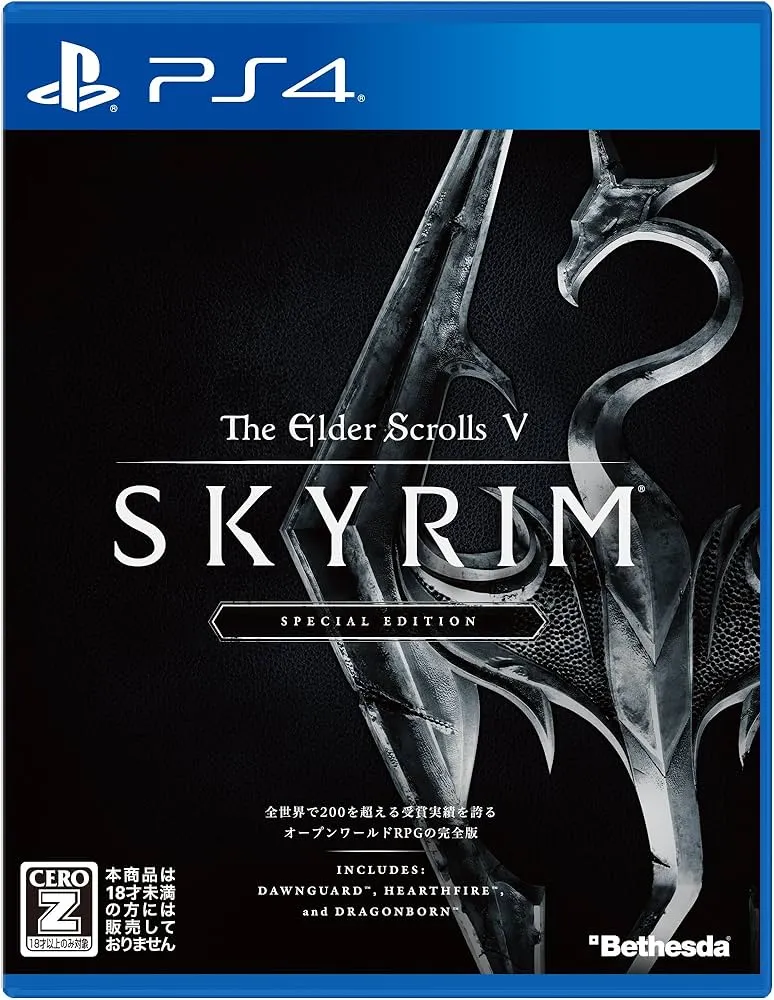 PS4®
The Elder Scrolls V
SKYRIM®
SPECIAL EDITION
全世界で200を超える受賞実績を誇る
オープンワールドRPGの完全版
INCLUDES:
DAWNGUARD™, HEARTHFIRE™,
and DRAGONBORN™
CERO
Z
18才以上のみ対象
本商品は
18才未満
の方には
販売して
おりません
Bethesda®